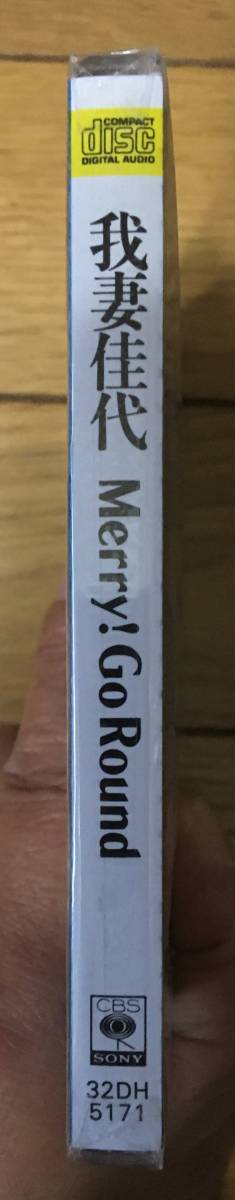 COMPACT
disc
DIGITAL AUDIO
我妻佳代 Merry! Go Round
CBS
SONY
32DH
5171